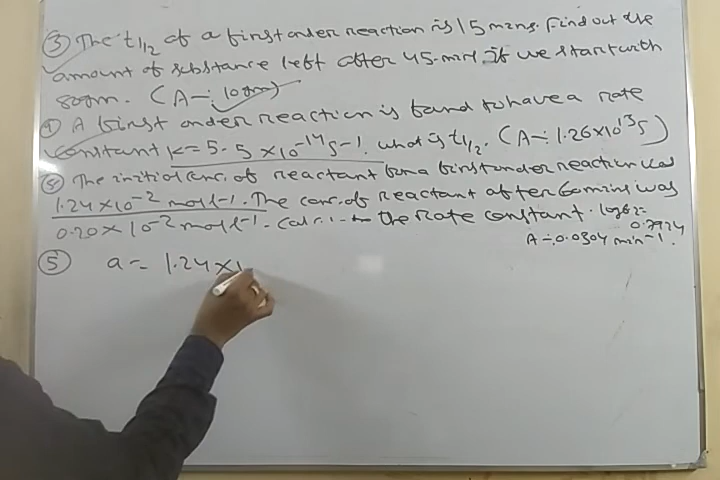 ③ The t1/2 of a first order reaction is 15 mins. Find out the
amount of substance left after 45-min if we start with
80gm. (A-: 10gm)
④ A first order reaction is found to have a rate
constant k = 5.5 × 10⁻¹⁴ s-1. what is t1/2. (A-: 1.26×10¹³s)
⑤ The initial conc. of reactant for a first order reaction was
1.24 × 10⁻² mol l⁻¹. The conc. of Reactant after 60 mins was
0.20 × 10⁻² mol l⁻¹. the Rate constant. log 6.2 =
0.7924
A-: 0.0304 min⁻¹.
⑤ a = 1.24 ×